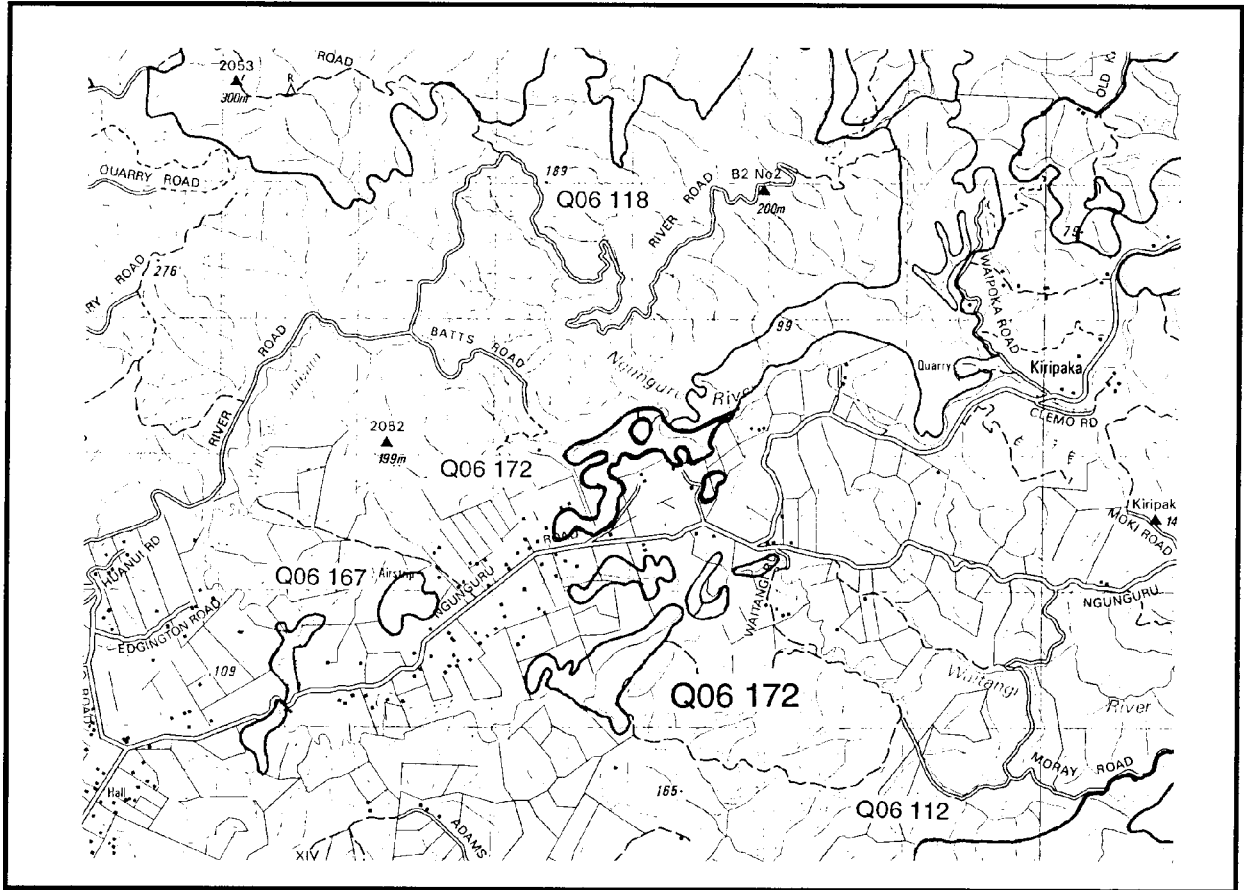 2053
300m
R
ROAD
OLD
QUARRY ROAD
189
Q06 118
B2 No2
200m
RIVER ROAD
79
276
ROAD
WAIPOKA ROAD
RIVER ROAD
BATTS ROAD
99
Ngunguru River
Quarry
Kiripaka
CLEMO RD
2082
199m
Q06 172
Kiripak
14
MOKI ROAD
HUANUI RD
Q06 167
Airstrip
NGUNGURU ROAD
WAITANGI RD
NGUNGURU
EDGINGTON ROAD
109
Q06 172
Waitangi River
MORAY ROAD
Hall
165
Q06 112
ADAMS
XIV